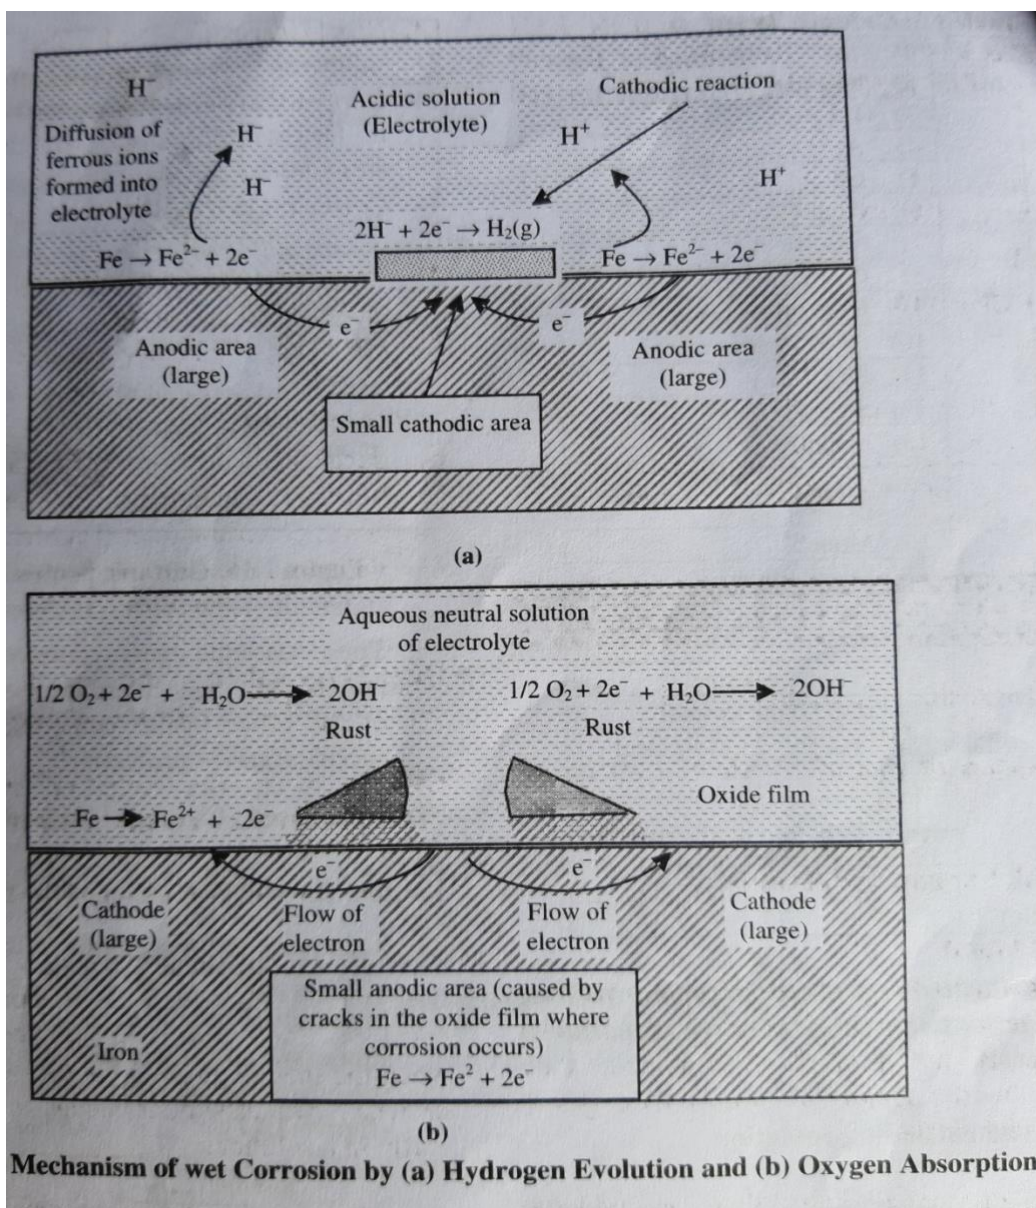 H⁻
Acidic solution
(Electrolyte)
Cathodic reaction
Diffusion of
ferrous ions
formed into
electrolyte
H⁻
H⁻
H⁺
H⁺
2H⁻ + 2e⁻ → H₂(g)
Fe → Fe²⁻ + 2e⁻
Fe → Fe²⁻ + 2e⁻
e⁻
e⁻
Anodic area
(large)
Anodic area
(large)
Small cathodic area
(a)
Aqueous neutral solution
of electrolyte
1/2 O₂ + 2e⁻ + H₂O → 2OH⁻
1/2 O₂ + 2e⁻ + H₂O → 2OH⁻
Rust
Rust
Oxide film
Fe → Fe²⁺ + 2e⁻
e⁻
e⁻
Cathode
(large)
Flow of
electron
Flow of
electron
Cathode
(large)
Iron
Small anodic area (caused by
cracks in the oxide film where
corrosion occurs)
Fe → Fe² + 2e⁻
(b)
Mechanism of wet Corrosion by (a) Hydrogen Evolution and (b) Oxygen Absorption